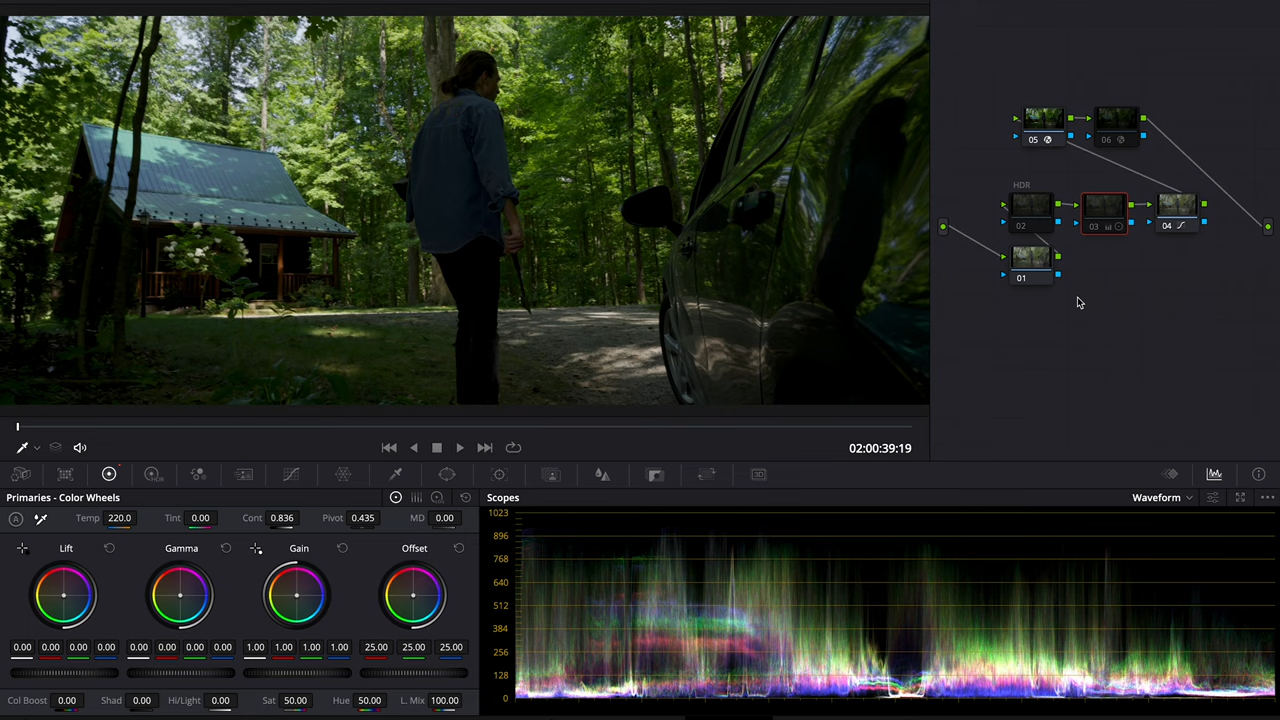 05
06
HDR
02
03
04
01
02:00:39:19
Primaries - Color Wheels
Scopes
Waveform
A
Temp 220.0 Tint 0.00 Cont 0.836 Pivot 0.435 MD 0.00
Lift Gamma Gain Offset
0.00 0.00 0.00 0.00 0.00 0.00 0.00 0.00 1.00 1.00 1.00 1.00 25.00 25.00 25.00
Col Boost 0.00 Shad 0.00 Hi/Light 0.00 Sat 50.00 Hue 50.00 L. Mix 100.00
1023
896
768
640
512
384
256
128
0